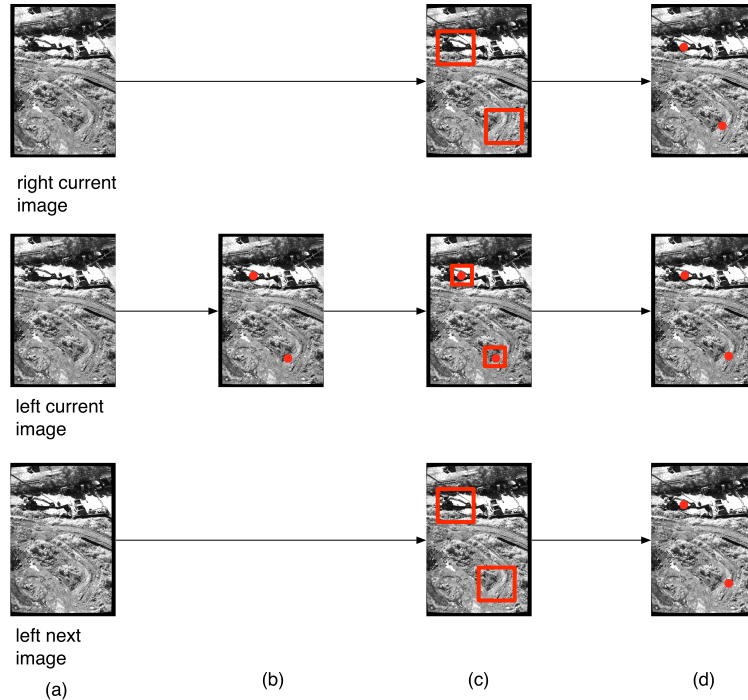 right current
image
left current
image
left next
image
(a)
(b)
(c)
(d)